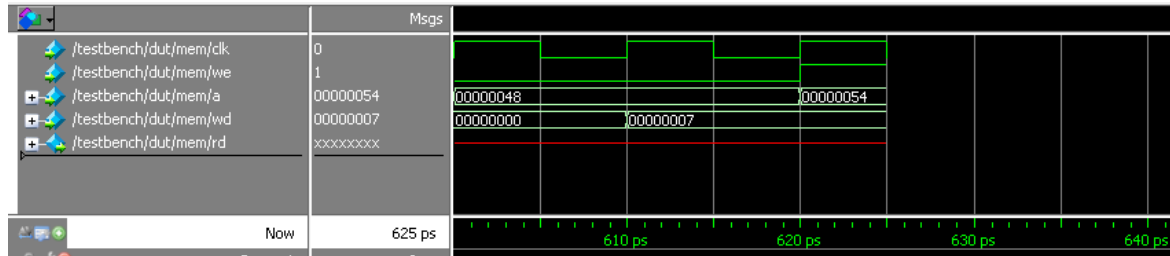 Msgs
/testbench/dut/mem/clk 0
/testbench/dut/mem/we 1
/testbench/dut/mem/a 00000054 00000048 00000054
/testbench/dut/mem/wd 00000007 00000000 00000007
/testbench/dut/mem/rd xxxxxxxx
Now 625 ps 610 ps 620 ps 630 ps 640 ps